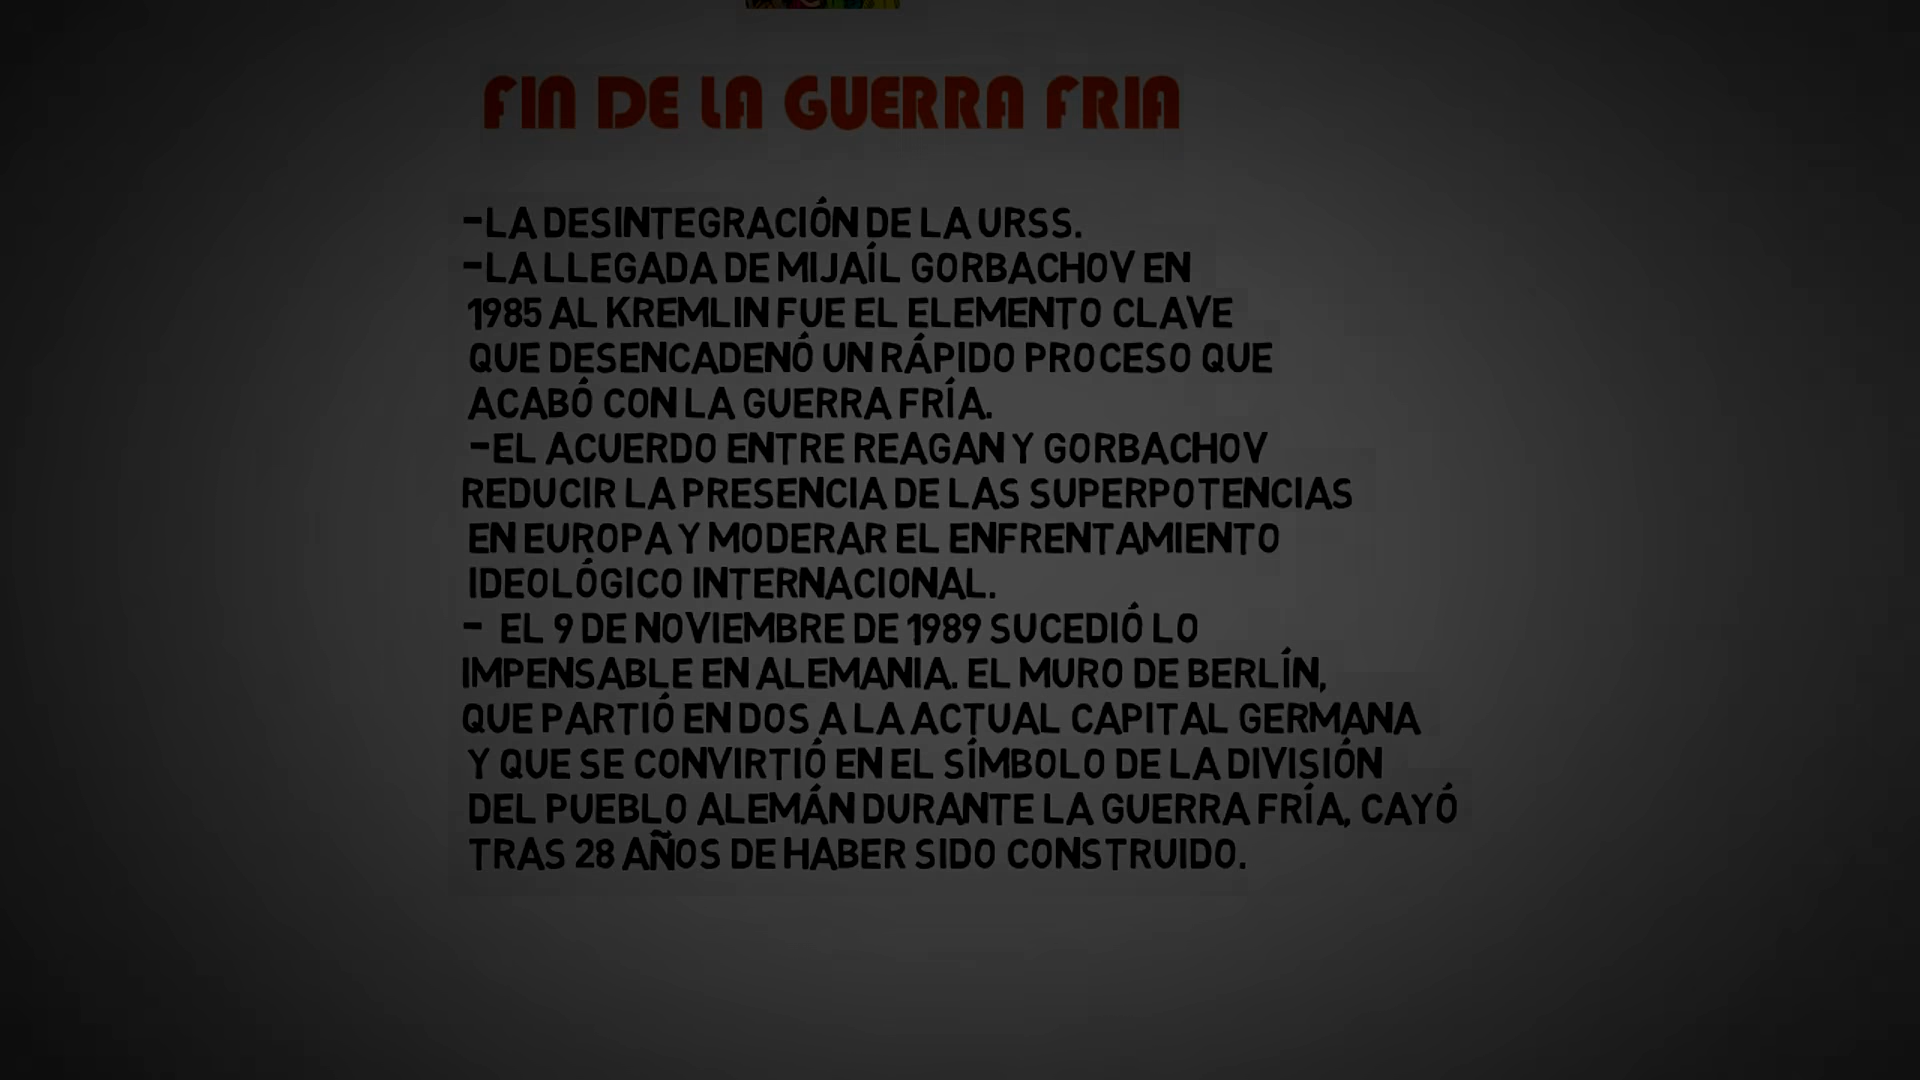 FIN DE LA GUERRA FRIA
-LA DESINTEGRACIÓN DE LA URSS.
-LA LLEGADA DE MIJAÍL GORBACHOV EN
1985 AL KREMLIN FUE EL ELEMENTO CLAVE
QUE DESENCADENÓ UN RÁPIDO PROCESO QUE
ACABÓ CON LA GUERRA FRÍA.
-EL ACUERDO ENTRE REAGAN Y GORBACHOV
REDUCIR LA PRESENCIA DE LAS SUPERPOTENCIAS
EN EUROPA Y MODERAR EL ENFRENTAMIENTO
IDEOLÓGICO INTERNACIONAL.
- EL 9 DE NOVIEMBRE DE 1989 SUCEDIÓ LO
IMPENSABLE EN ALEMANIA. EL MURO DE BERLÍN,
QUE PARTIÓ EN DOS A LA ACTUAL CAPITAL GERMANA
Y QUE SE CONVIRTIÓ EN EL SÍMBOLO DE LA DIVISIÓN
DEL PUEBLO ALEMÁN DURANTE LA GUERRA FRÍA, CAYÓ
TRAS 28 AÑOS DE HABER SIDO CONSTRUIDO.